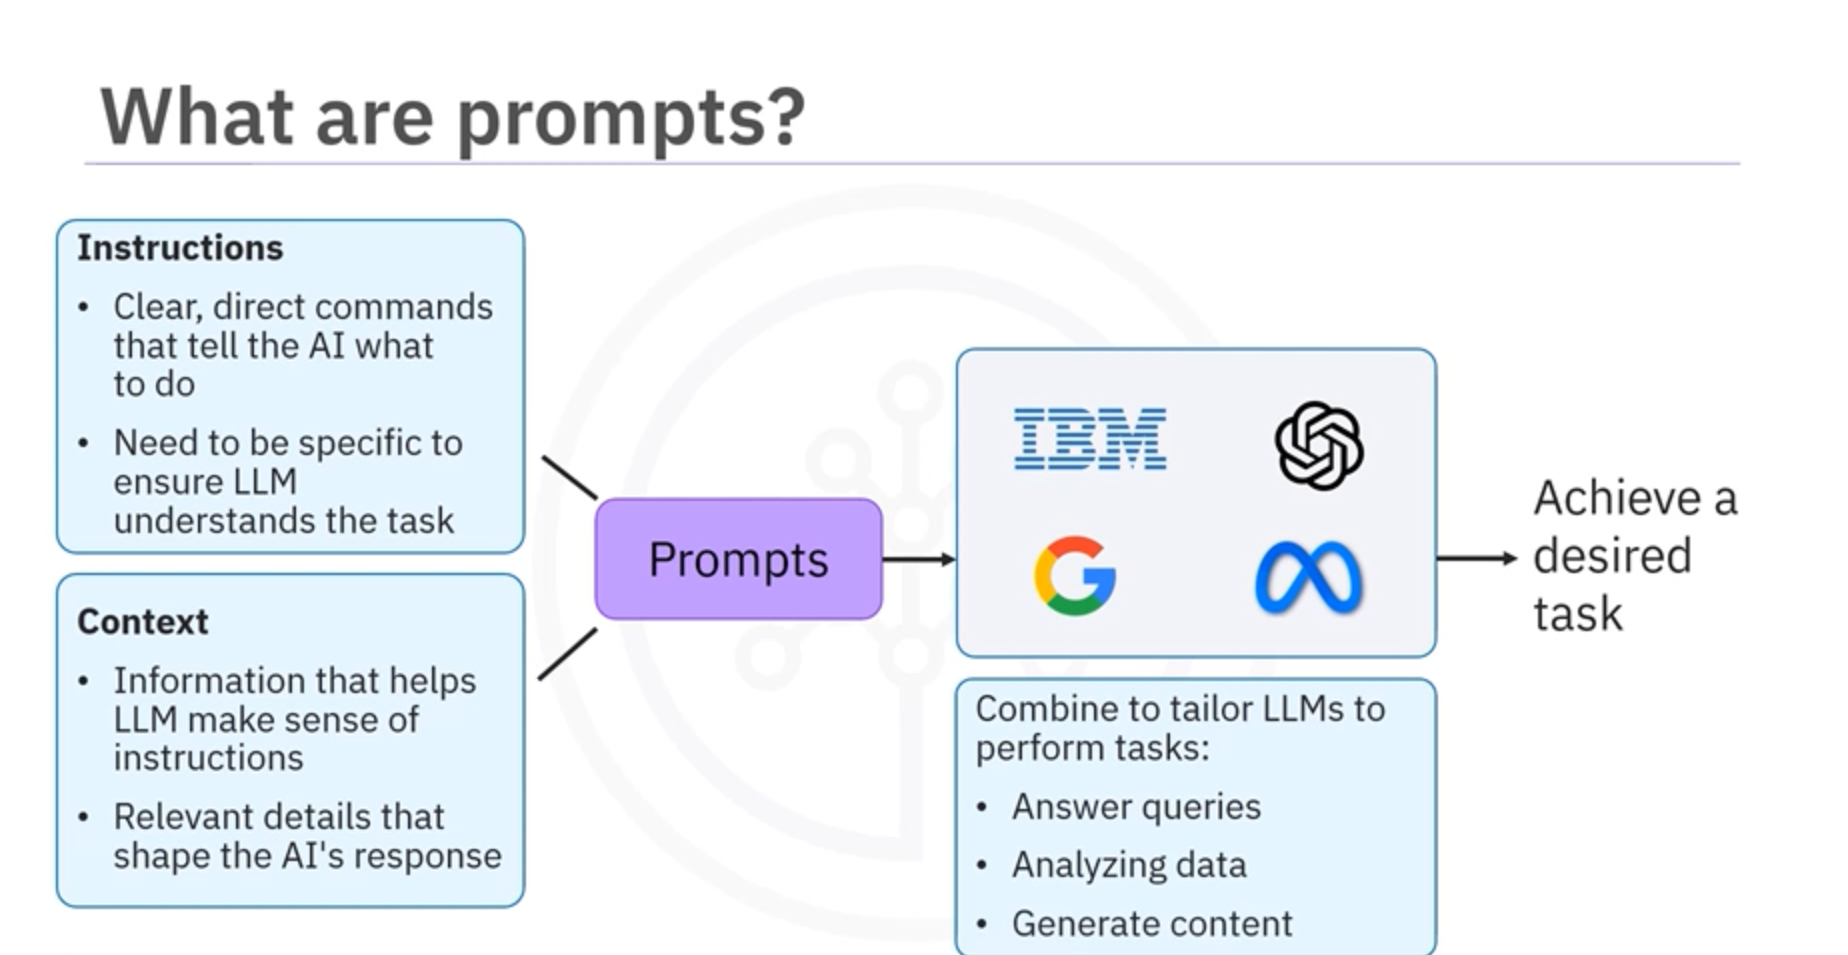 What are prompts?
Instructions
• Clear, direct commands
that tell the AI what
to do
• Need to be specific to
ensure LLM
understands the task
Context
• Information that helps
LLM make sense of
instructions
• Relevant details that
shape the AI's response
Prompts
IBM
G
Achieve a
desired
task
Combine to tailor LLMs to
perform tasks:
• Answer queries
• Analyzing data
• Generate content